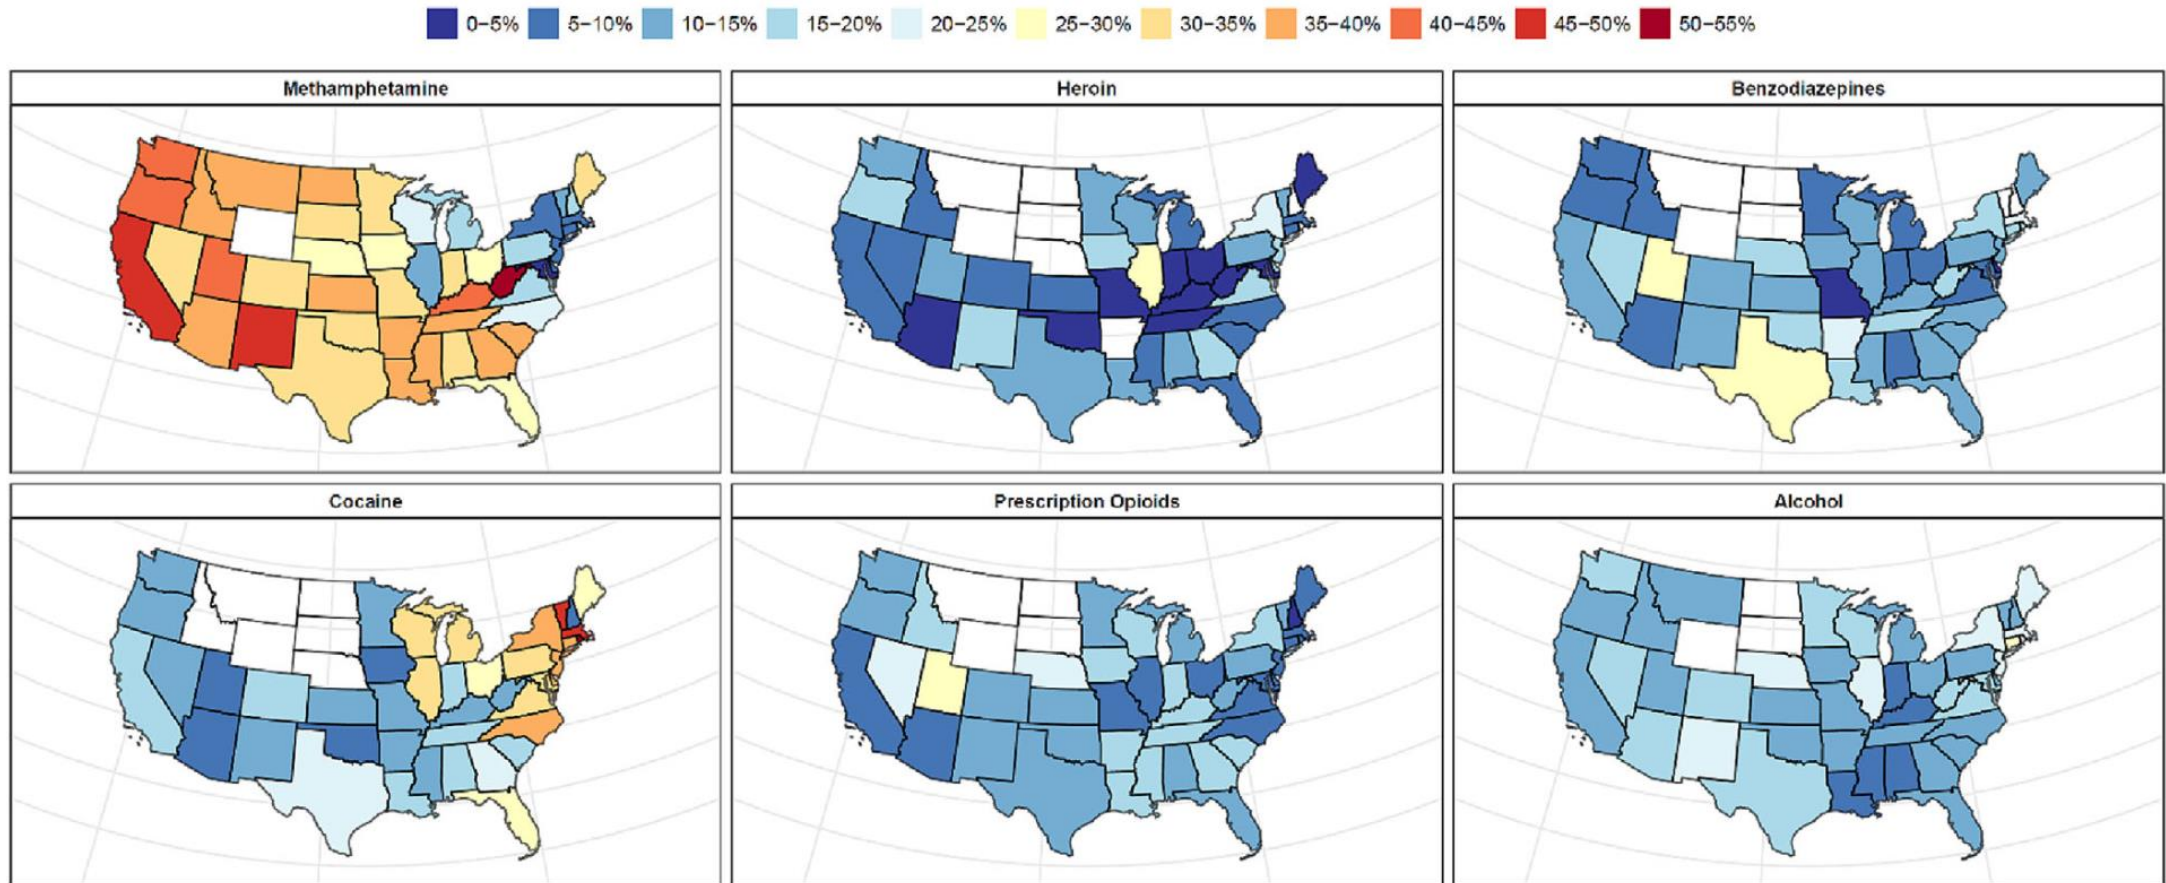 0–5% 5–10% 10–15% 15–20% 20–25% 25–30% 30–35% 35–40% 40–45% 45–50% 50–55%
Methamphetamine Heroin Benzodiazepines
Cocaine Prescription Opioids Alcohol